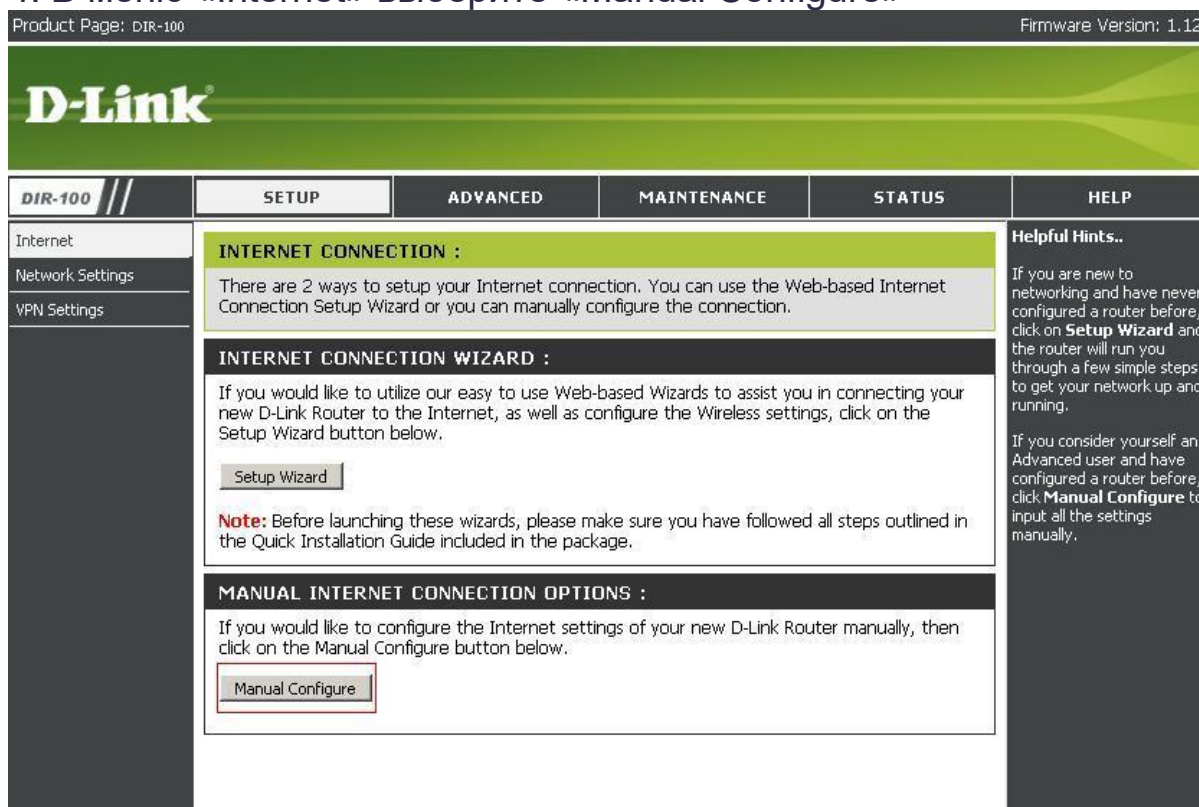 Product Page: DIR-100
Firmware Version: 1.12
D-Link
DIR-100
SETUP
ADVANCED
MAINTENANCE
STATUS
HELP
Internet
Network Settings
VPN Settings
INTERNET CONNECTION :
There are 2 ways to setup your Internet connection. You can use the Web-based Internet
Connection Setup Wizard or you can manually configure the connection.
INTERNET CONNECTION WIZARD :
If you would like to utilize our easy to use Web-based Wizards to assist you in connecting your
new D-Link Router to the Internet, as well as configure the Wireless settings, click on the
Setup Wizard button below.
Setup Wizard
Note: Before launching these wizards, please make sure you have followed all steps outlined in
the Quick Installation Guide included in the package.
MANUAL INTERNET CONNECTION OPTIONS :
If you would like to configure the Internet settings of your new D-Link Router manually, then
click on the Manual Configure button below.
Manual Configure
Helpful Hints..
If you are new to
networking and have never
configured a router before,
click on Setup Wizard and
the router will run you
through a few simple steps
to get your network up and
running.
If you consider yourself an
Advanced user and have
configured a router before,
click Manual Configure to
input all the settings
manually.